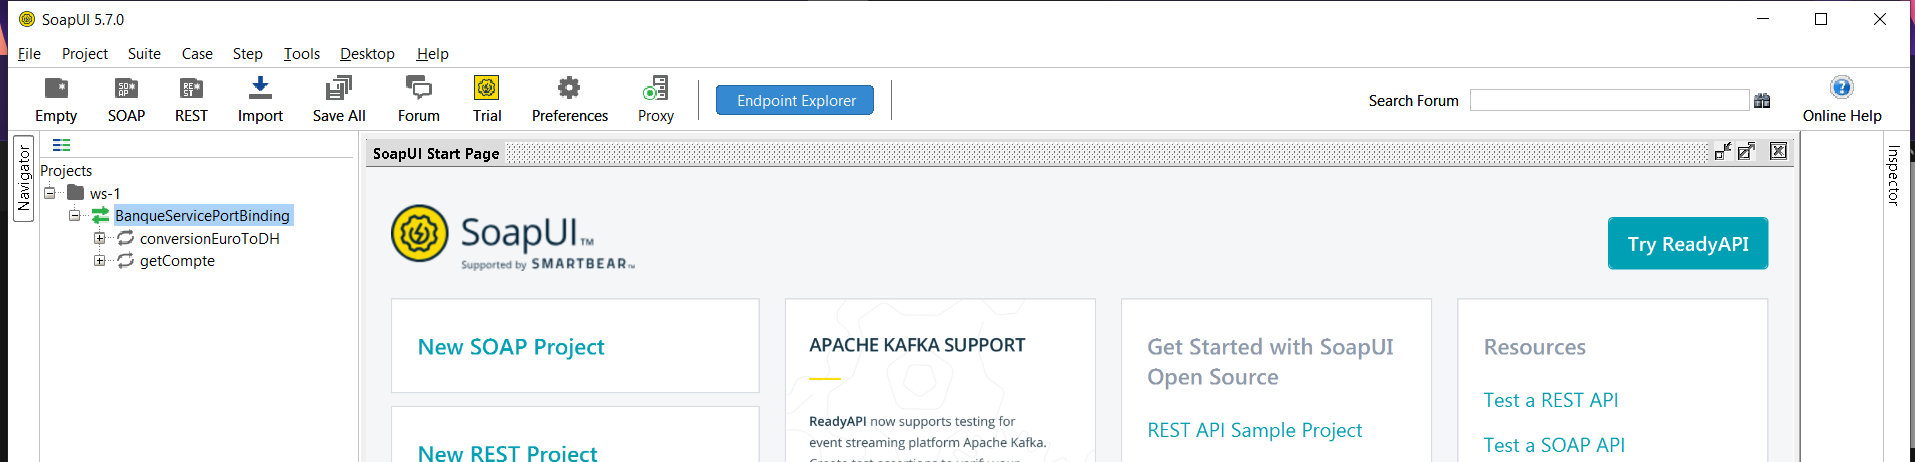 SoapUI 5.7.0
File Project Suite Case Step Tools Desktop Help
Empty SOAP REST Import Save All Forum Trial Preferences Proxy Endpoint Explorer Search Forum Online Help
Navigator
Projects
ws-1
BanqueServicePortBinding
conversionEuroToDH
getCompte
SoapUI Start Page
SoapUI™
Supported by SMARTBEAR™
Try ReadyAPI
New SOAP Project
New REST Project
APACHE KAFKA SUPPORT
ReadyAPI now supports testing for
event streaming platform Apache Kafka.
Get Started with SoapUI
Open Source
REST API Sample Project
Resources
Test a REST API
Test a SOAP API
Inspector